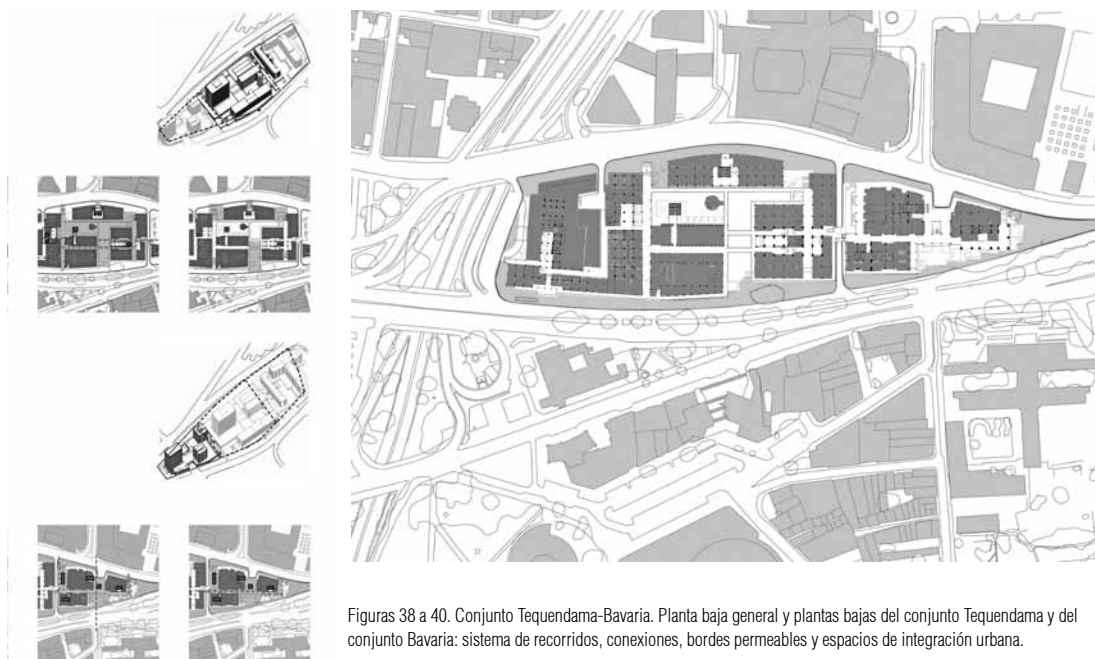 Figuras 38 a 40. Conjunto Tequendama-Bavaria. Planta baja general y plantas bajas del conjunto Tequendama y del
conjunto Bavaria: sistema de recorridos, conexiones, bordes permeables y espacios de integración urbana.